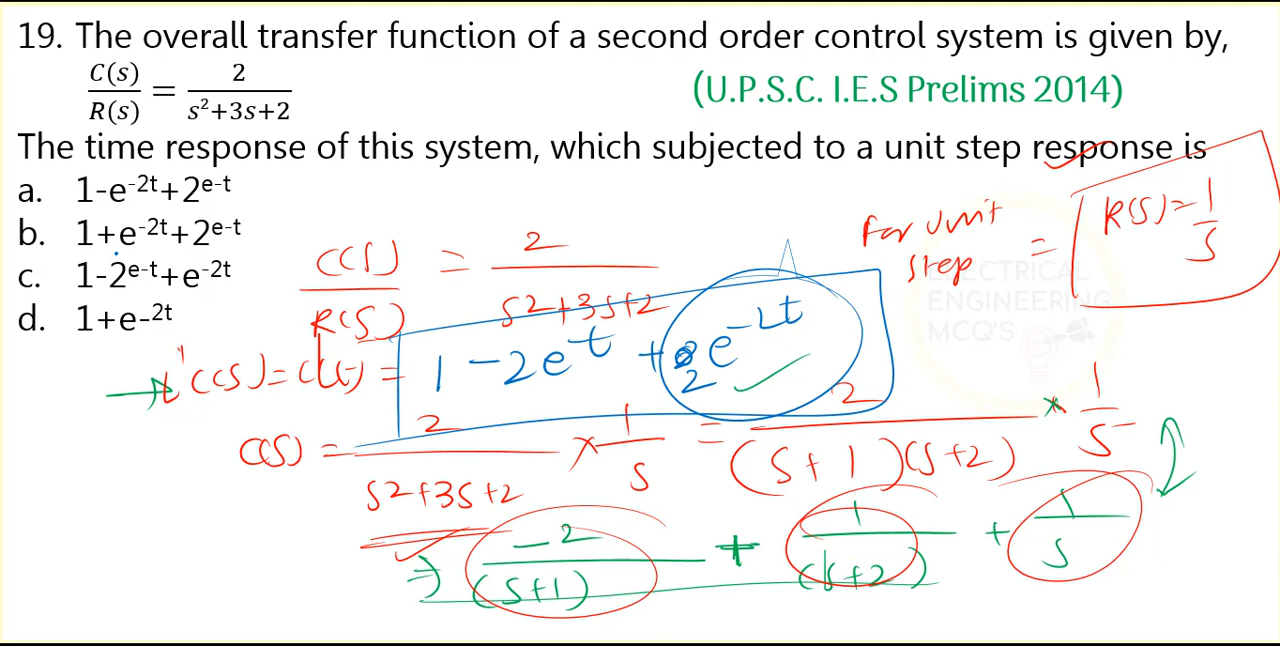 19. The overall transfer function of a second order control system is given by,
C(s)/R(s) = 2/s²+3s+2
(U.P.S.C. I.E.S Prelims 2014)
The time response of this system, which subjected to a unit step response is
a. 1-e⁻²ᵗ+2ᵉ⁻ᵗ
b. 1+e⁻²ᵗ+2ᵉ⁻ᵗ
c. 1-2ᵉ⁻ᵗ+e⁻²ᵗ
d. 1+e⁻²ᵗ
For unit step = R(S)=1/S
ELECTRICAL
ENGINEERING
MCQ'S
C(S)/R(S) = 2/S2+3S+2
C(S)=C(t)= 1-2e^t + 2 e^-2t
C(S) = 2/S2+3S+2 × 1/S = 2/(S+1)(S+2) × 1/S
⇒ -2/(S+1) + 1/(S+2) + 1/S